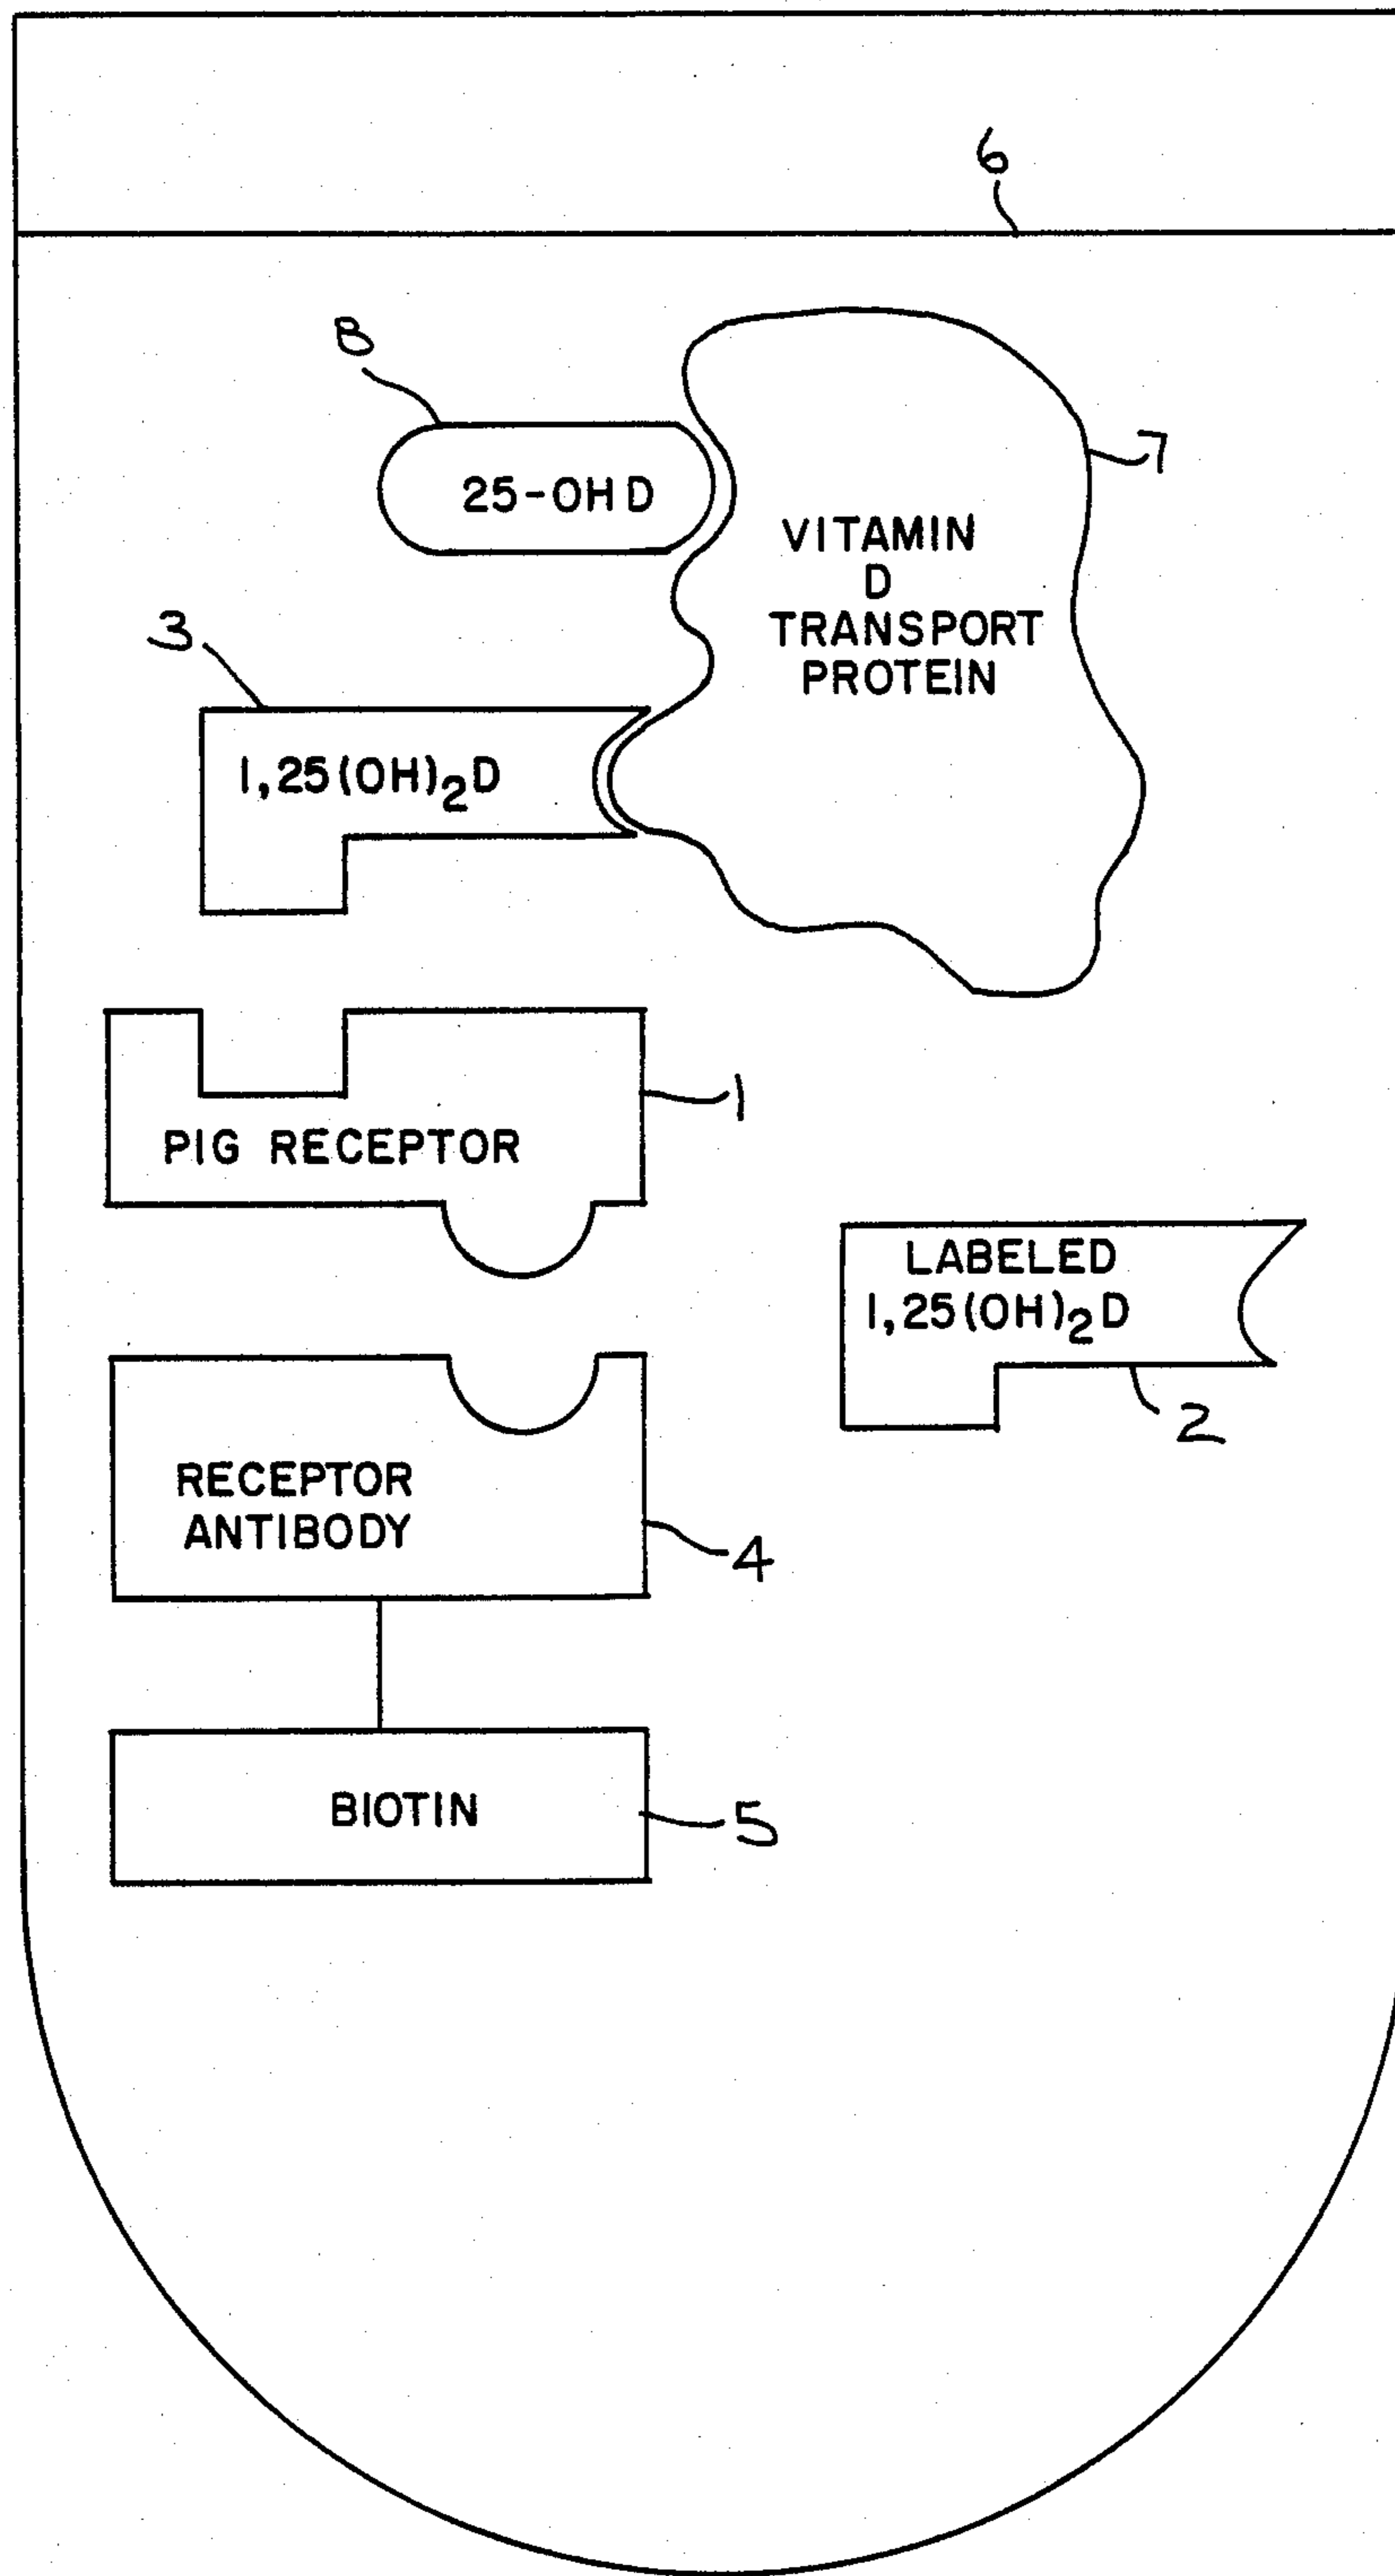 6
8
25-OHD
7
VITAMIN
D
TRANSPORT
PROTEIN
3
1,25(OH)₂D
1
PIG RECEPTOR
LABELED
1,25(OH)₂D
2
RECEPTOR
ANTIBODY
4
BIOTIN
5